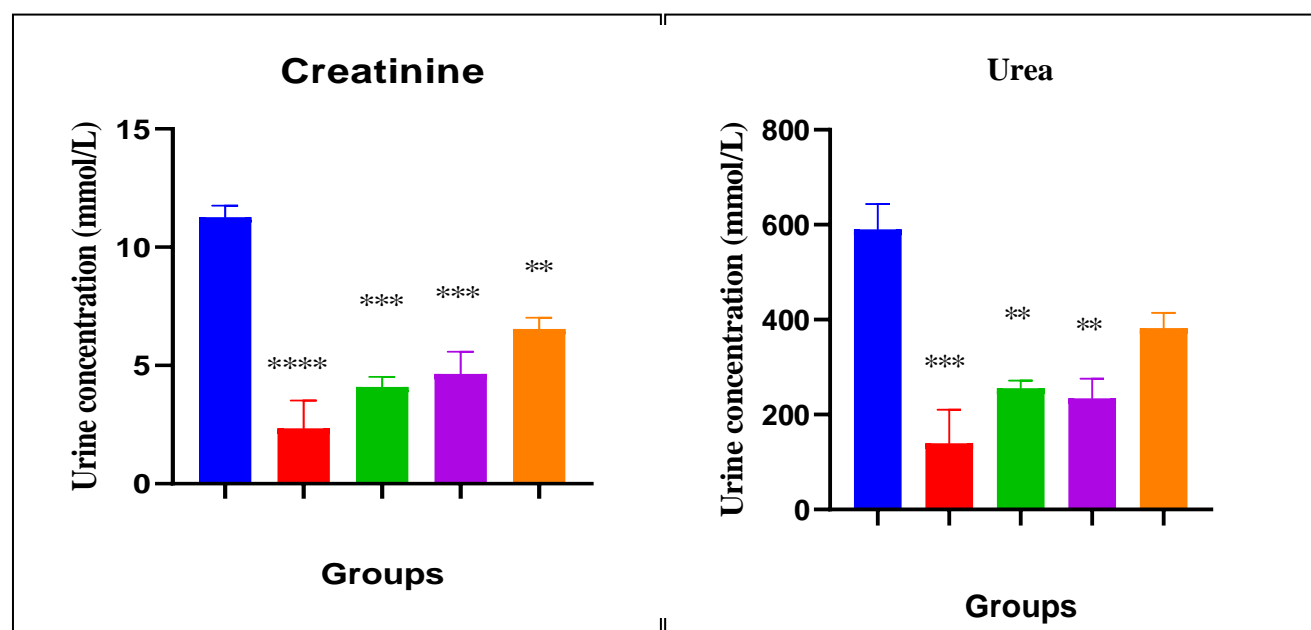 Creatinine
Urine concentration (mmol/L)
15
10
5
0
****
***
***
**
Groups
Urea
Urine concentration (mmol/L)
800
600
400
200
0
***
**
**
Groups